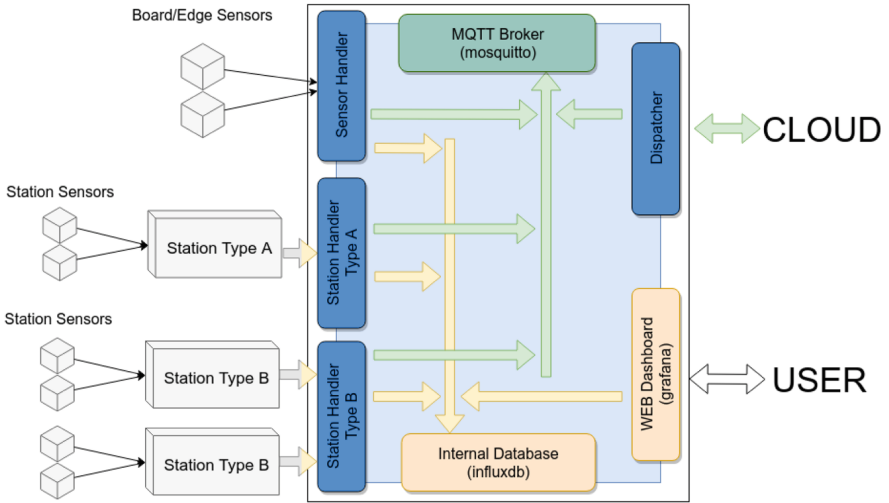 Board/Edge Sensors
Sensor Handler
MQTT Broker
(mosquitto)
Dispatcher
CLOUD
Station Sensors
Station Type A
Station Handler
Type A
Station Sensors
Station Type B
Station Type B
Station Handler
Type B
WEB Dashboard
(grafana)
USER
Internal Database
(influxdb)